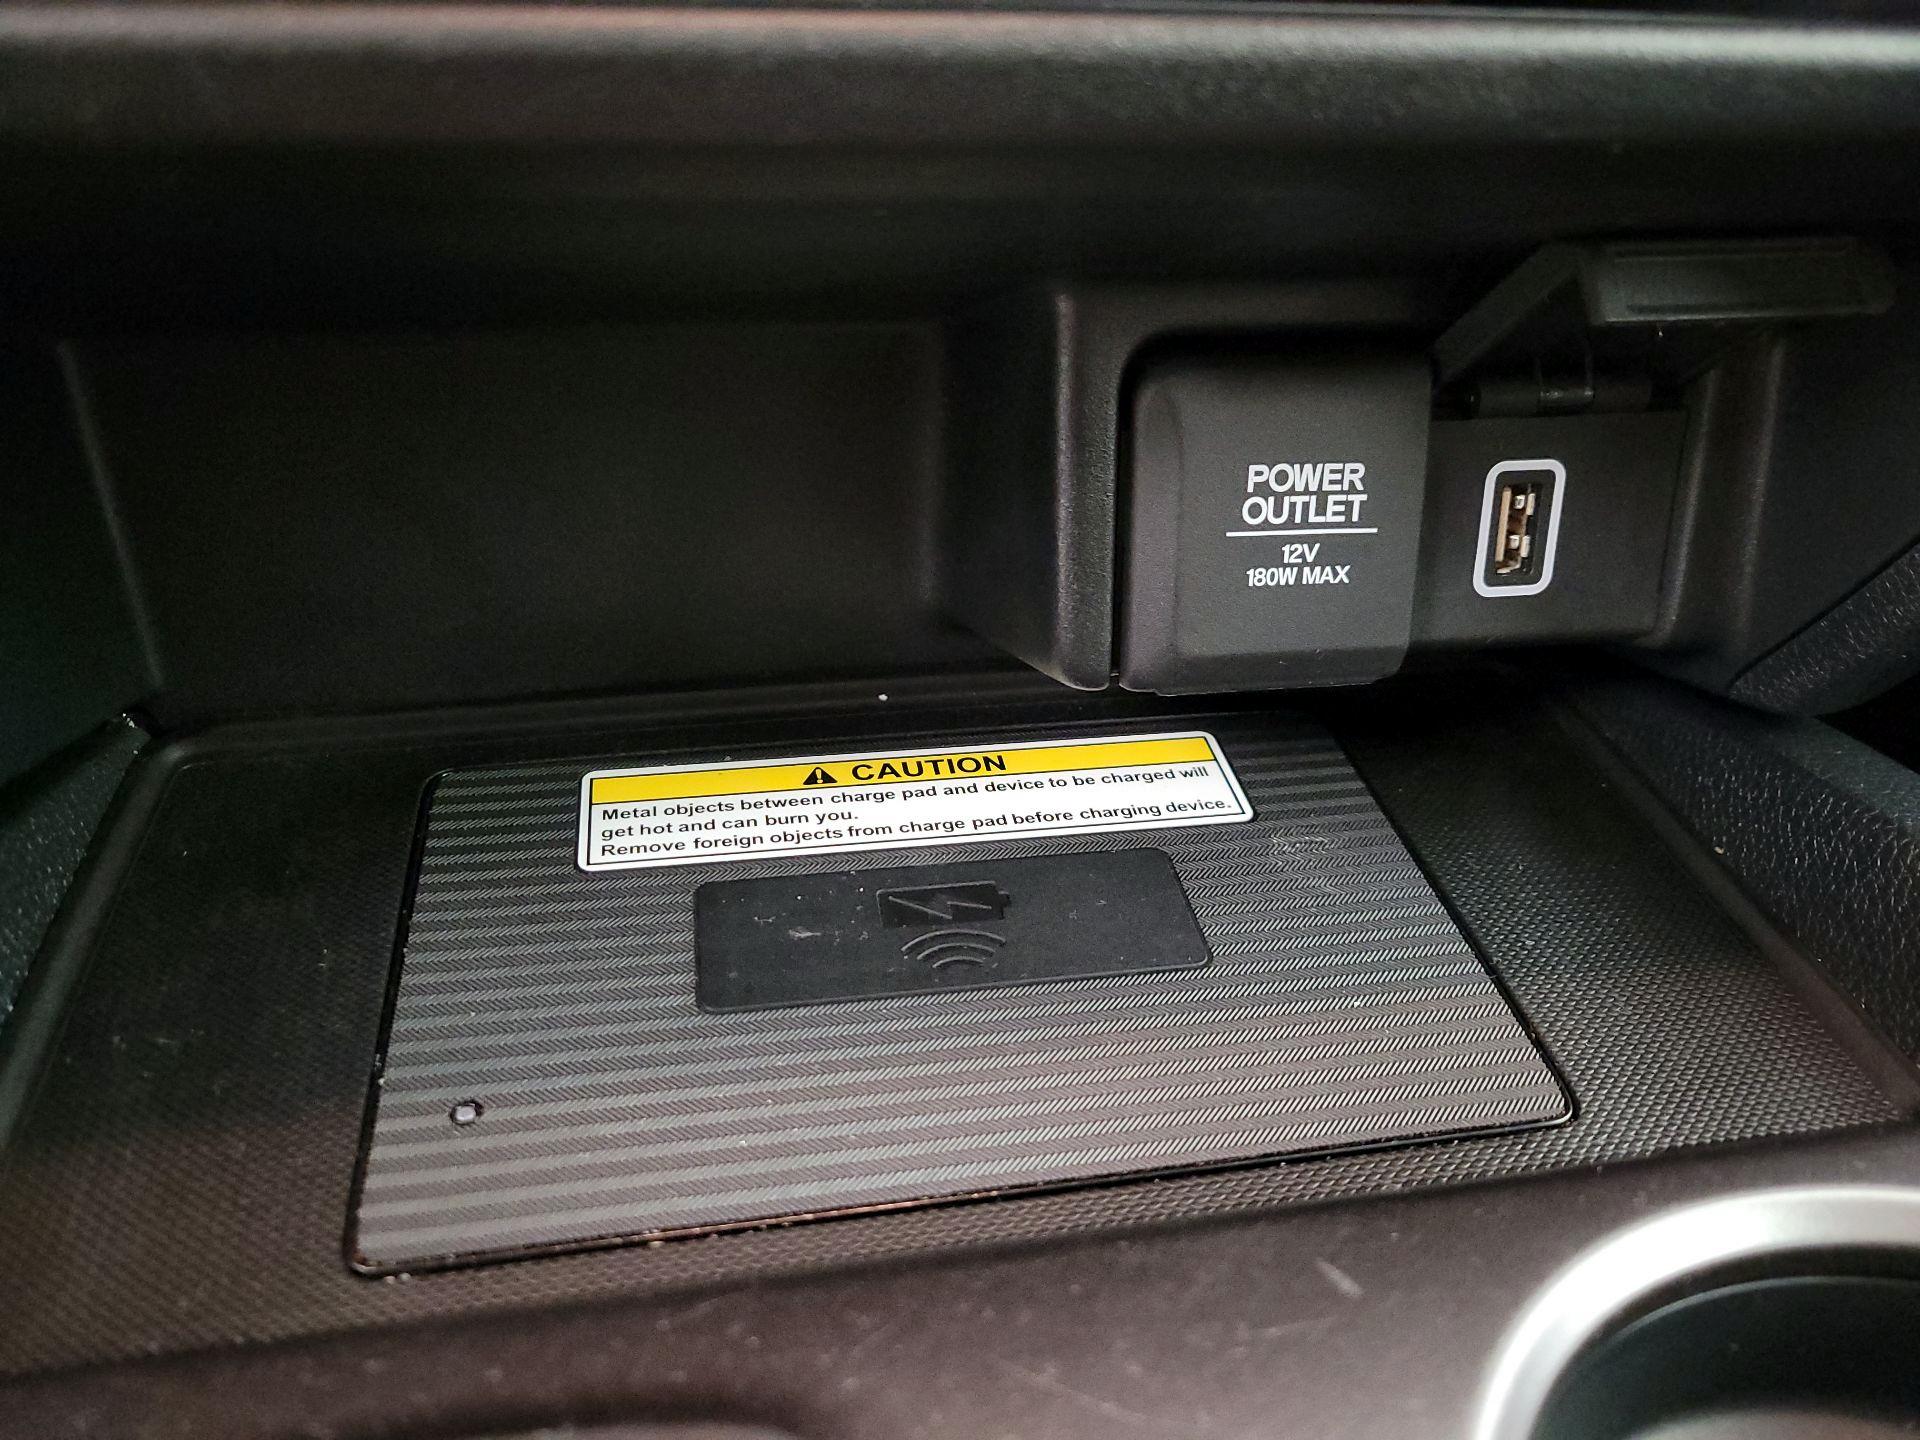 POWER
OUTLET
12V
180W MAX
CAUTION
Metal objects between charge pad and device to be charged will
get hot and can burn you.
Remove foreign objects from charge pad before charging device.